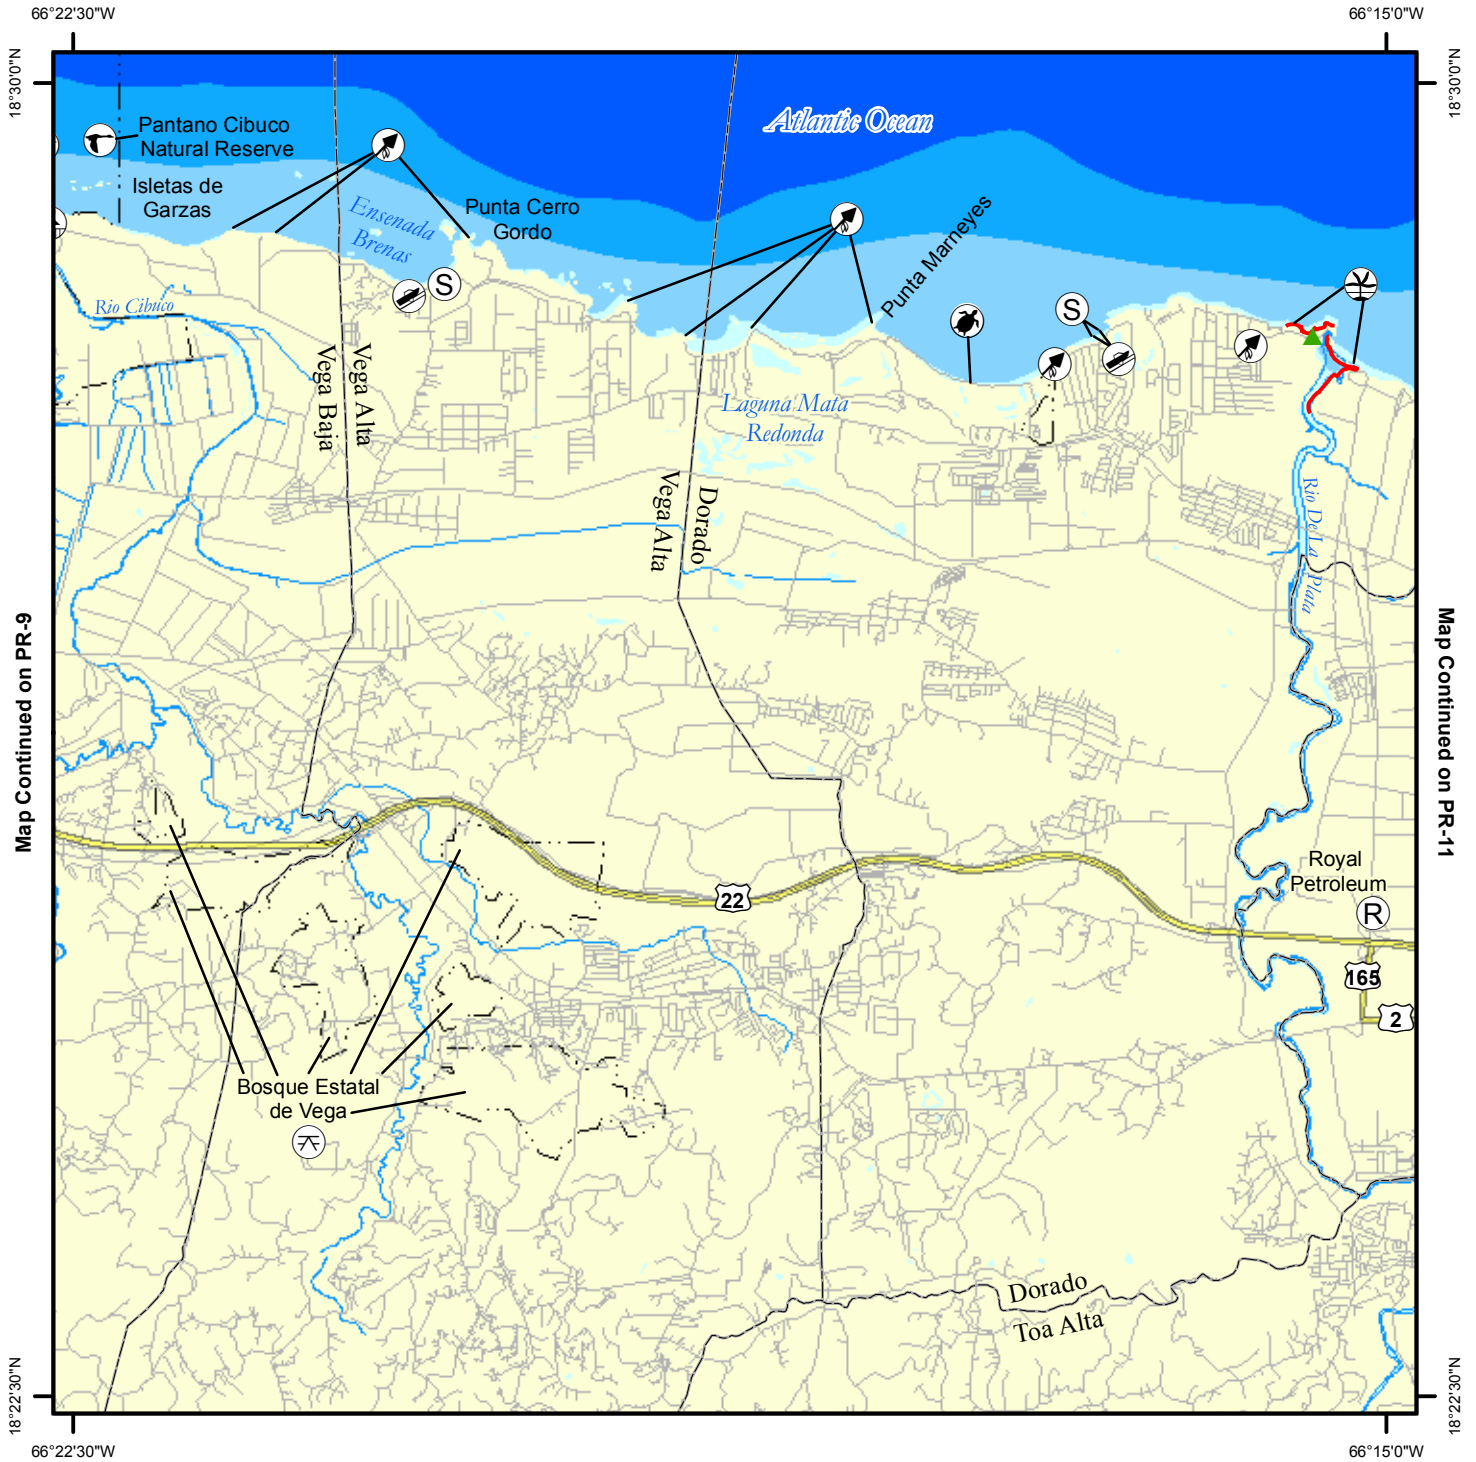 66°22'30"W
66°15'0"W
18°30'0"N
18°30'0"N
Atlantic Ocean
Pantano Cibuco
Natural Reserve
Isletas de
Garzas
Ensenada
Brenas
Punta Cerro
Gordo
Punta Marneyes
S
S
Rio Cibuco
Vega Alta
Vega Baja
Laguna Mata
Redonda
Dorado
Vega Alta
Rio De La Plata
Map Continued on PR-9
Map Continued on PR-11
Royal
Petroleum
R
22
165
2
Bosque Estatal
de Vega
Dorado
Toa Alta
18°22'30"N
18°22'30"N
66°22'30"W
66°15'0"W